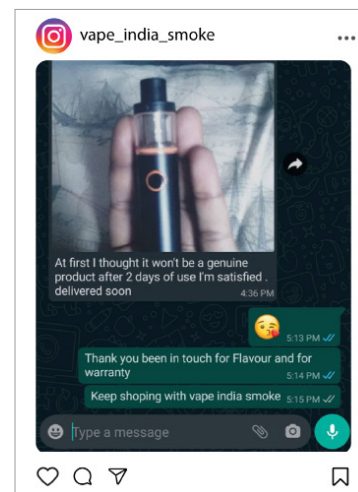 vape_india_smoke
At first I thought it won't be a genuine
product after 2 days of use I'm satisfied .
delivered soon
4:36 PM
5:13 PM
Thank you been in touch for Flavour and for
warranty
5:14 PM
Keep shoping with vape india smoke 5:15 PM
Type a message